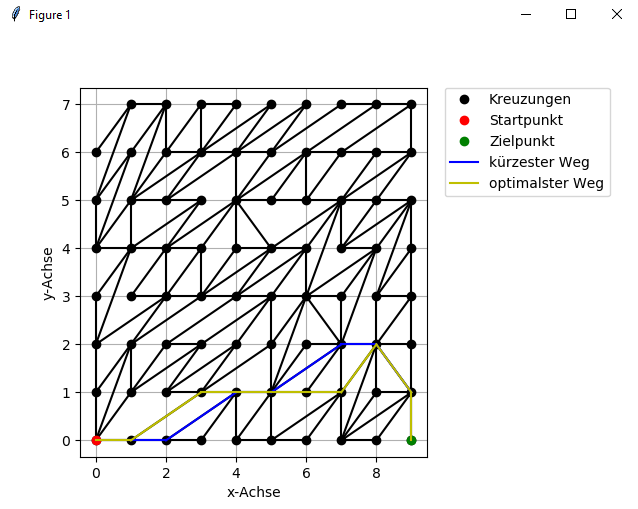 Figure 1
Kreuzungen
Startpunkt
Zielpunkt
kürzester Weg
optimalster Weg
7
6
5
4
3
2
1
0
y-Achse
0 2 4 6 8
x-Achse